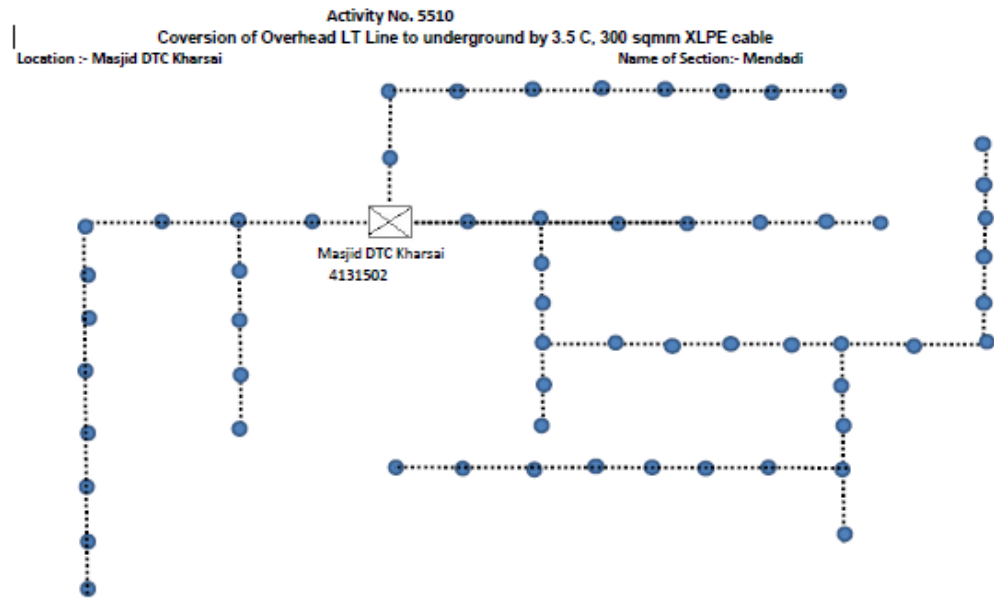 Activity No. 5510
Coversion of Overhead LT Line to underground by 3.5 C, 300 sqmm XLPE cable
Location :- Masjid DTC Kharsai Name of Section:- Mendadi
Masjid DTC Kharsai
4131502